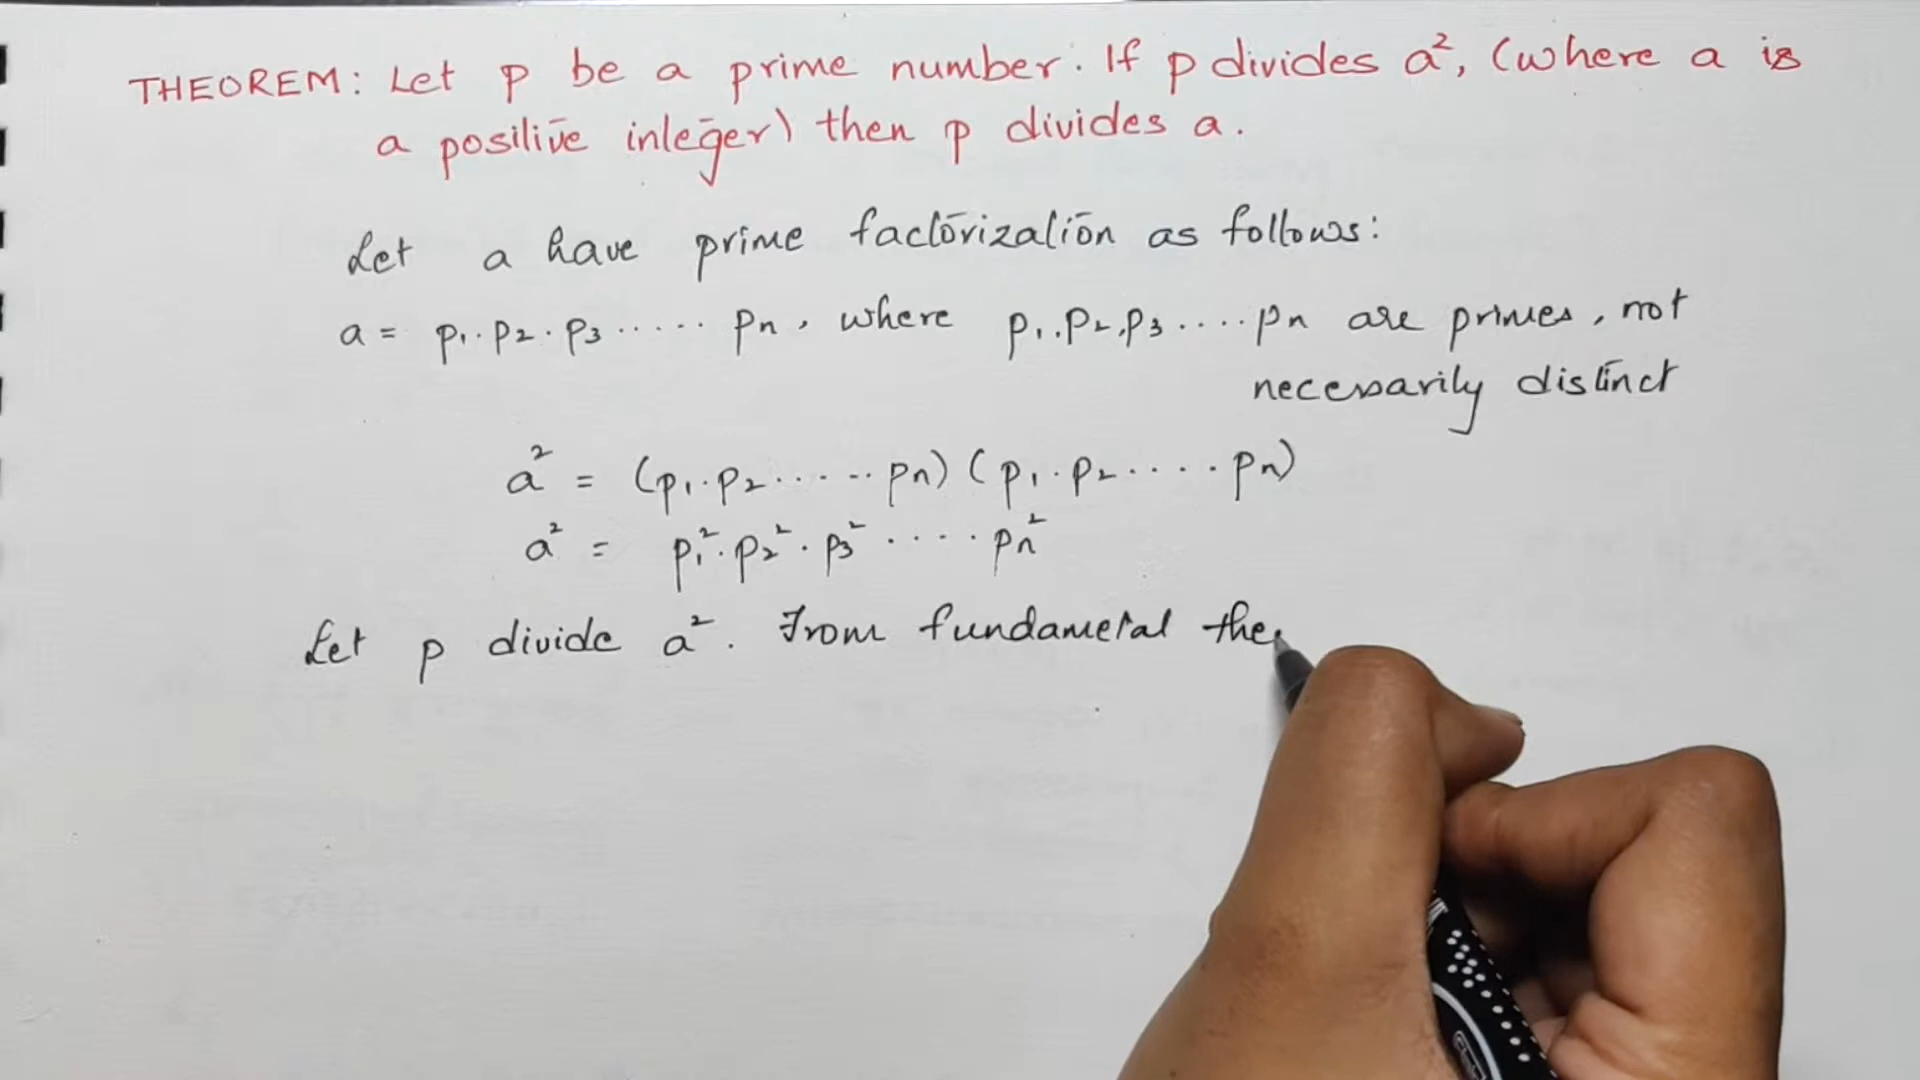 THEOREM: Let p be a prime number. If p divides a², (where a is
a positive integer) then p divides a.
Let a have prime factorization as follows:
a = p₁.p₂.p₃...... pn, where p₁.p₂.p₃....pn are primes, not
necessarily distinct
a² = (p₁.p₂......pn)(p₁.p₂.....pn)
a² = p₁².p₂².p₃².....pn²
Let p divide a². From fundametal the